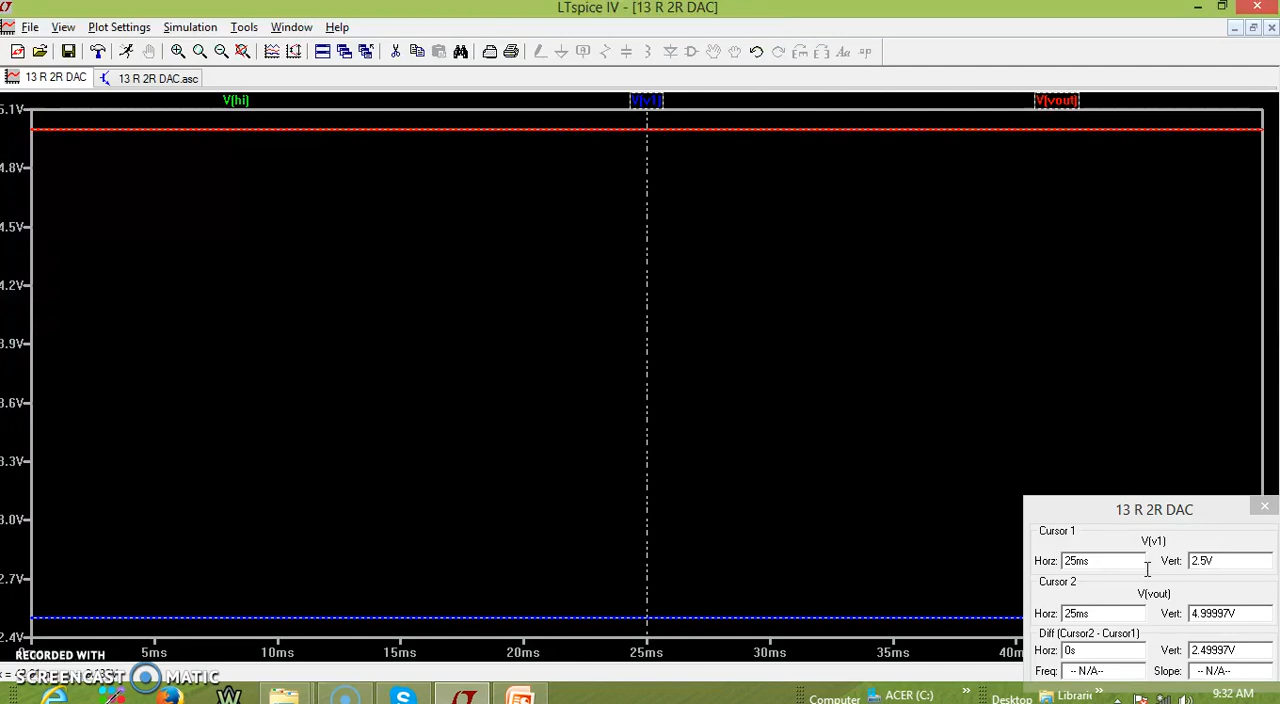 LTspice IV - [13 R 2R DAC]
File View Plot Settings Simulation Tools Window Help
13 R 2R DAC 13 R 2R DAC.asc
V(hi) V(v1) V(vout)
5.1V
4.8V
4.5V
4.2V
3.9V
3.6V
3.3V
3.0V
2.7V
2.4V
5ms 10ms 15ms 20ms 25ms 30ms 35ms
13 R 2R DAC
Cursor 1
V(v1)
Horz: 25ms Vert: 2.5V
Cursor 2
V(vout)
Horz: 25ms Vert: 4.99997V
Diff (Cursor2 - Cursor1)
Horz: 0s Vert: 2.49997V
Freq: -- N/A-- Slope: -- N/A--
RECORDED WITH
SCREENCAST MATIC
Computer ACER (C:) » Desktop Librari » 9:32 AM